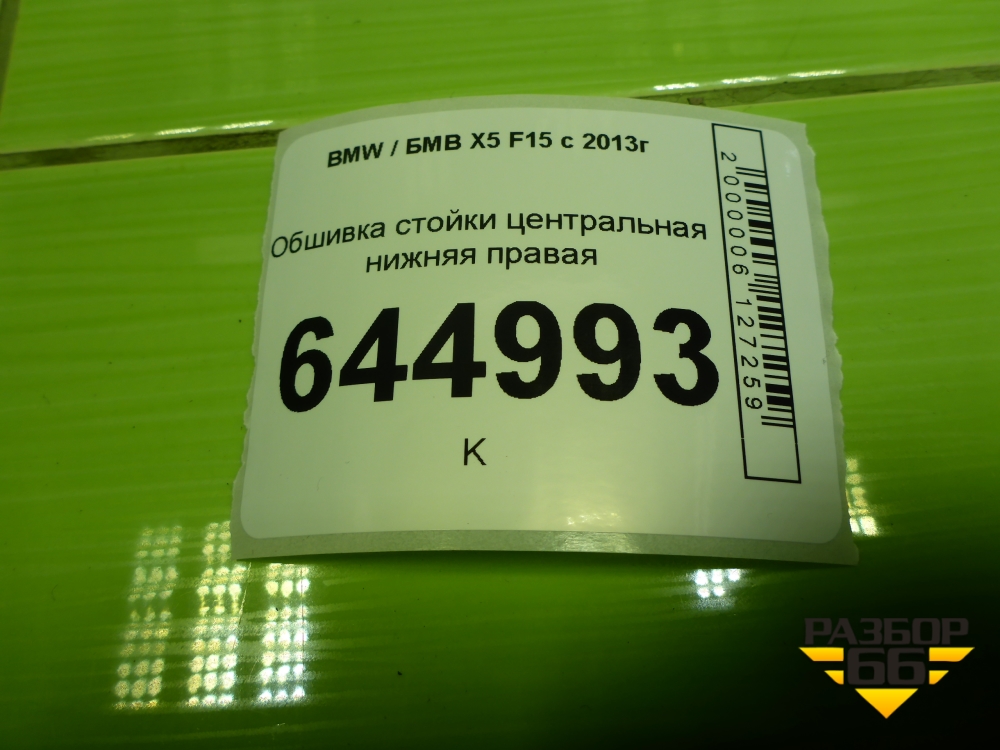 BMW / БМВ X5 F15 с 2013г
Обшивка стойки центральная
нижняя правая
644993
К
2000006127259
РАЗБОР
66